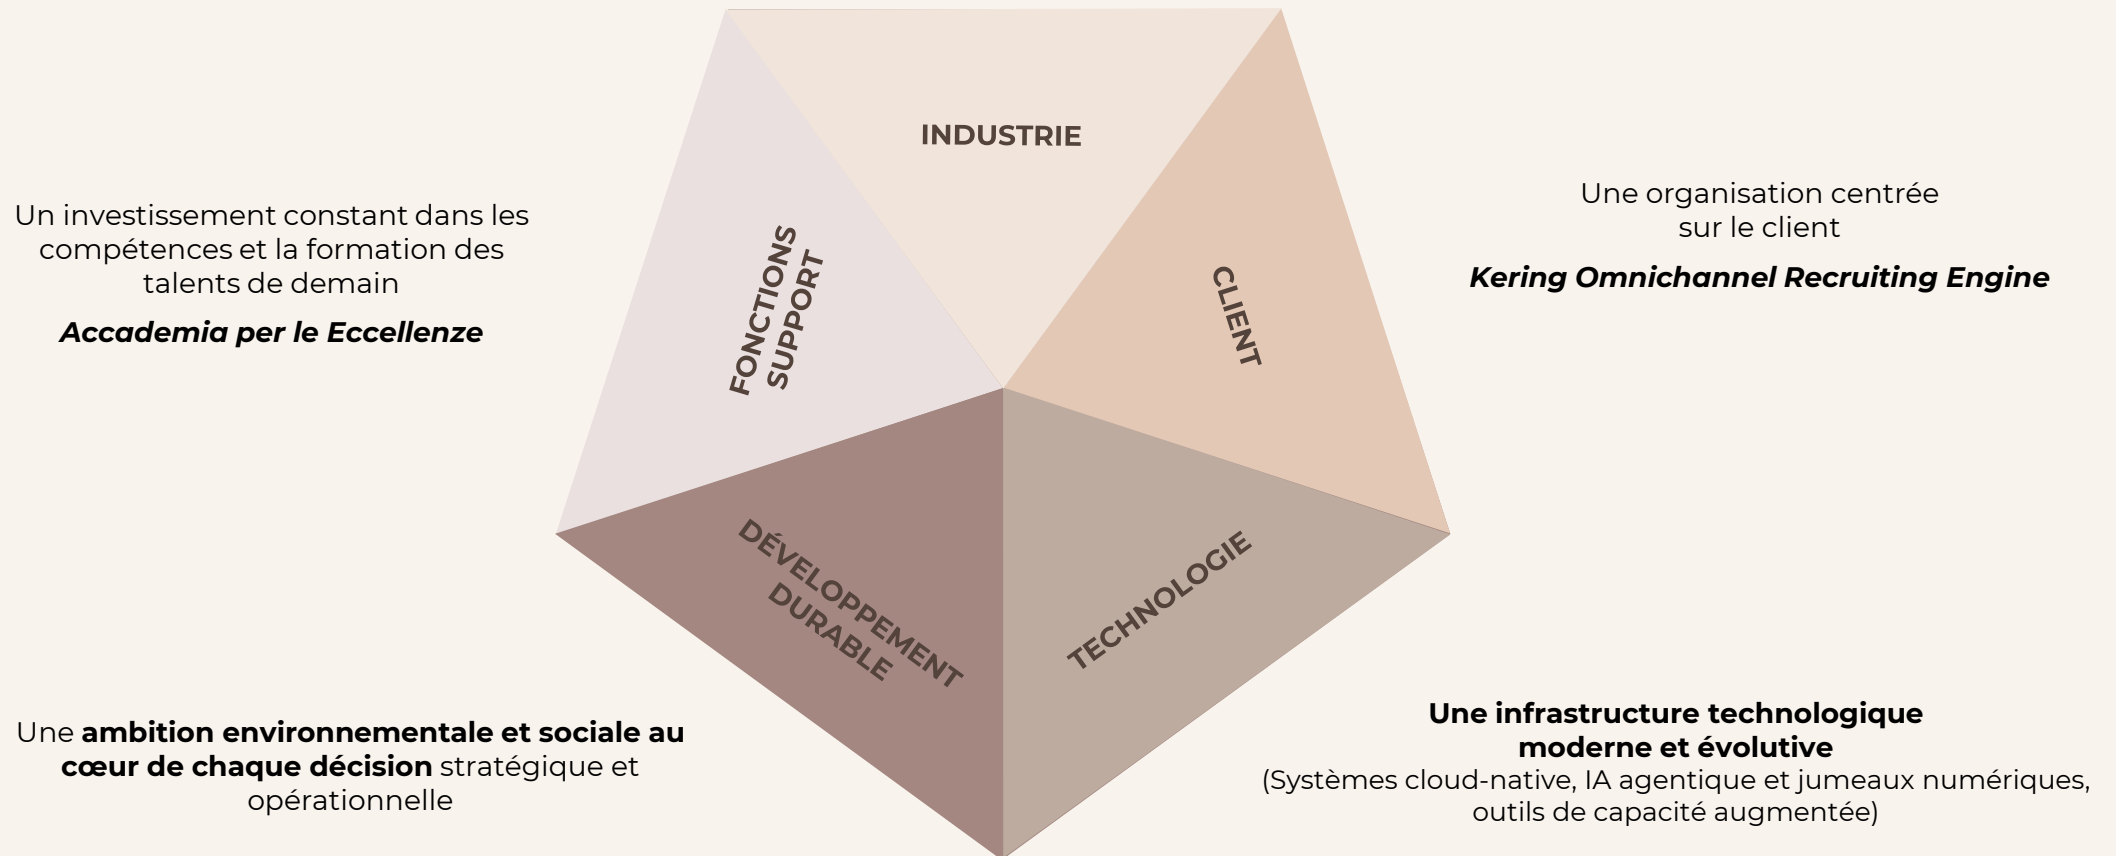 INDUSTRIE
Un investissement constant dans les
compétences et la formation des
talents de demain
Accademia per le Eccellenze
FONCTIONS
SUPPORT
CLIENT
Une organisation centrée
sur le client
Kering Omnichannel Recruiting Engine
DÉVELOPPEMENT
DURABLE
TECHNOLOGIE
Une ambition environnementale et sociale au
cœur de chaque décision stratégique et
opérationnelle
Une infrastructure technologique
moderne et évolutive
(Systèmes cloud-native, IA agentique et jumeaux numériques,
outils de capacité augmentée)